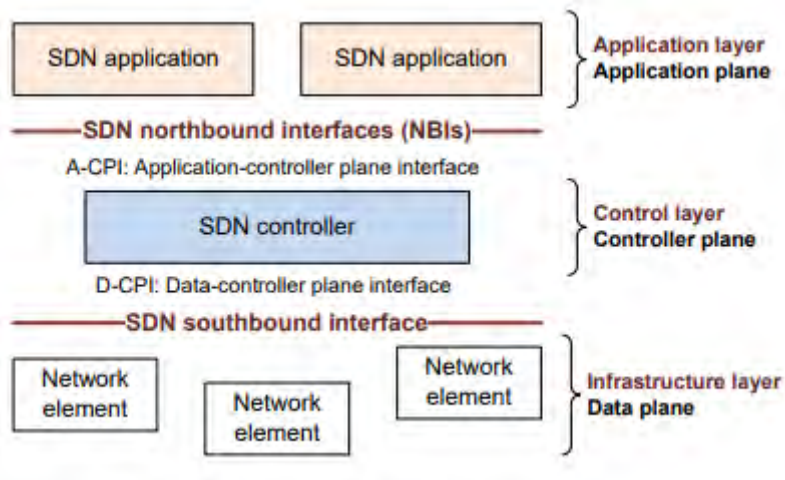 SDN application
SDN application
Application layer
Application plane
SDN northbound interfaces (NBIs)
A-CPI: Application-controller plane interface
SDN controller
Control layer
Controller plane
D-CPI: Data-controller plane interface
SDN southbound interface
Network
element
Network
element
Network
element
Infrastructure layer
Data plane